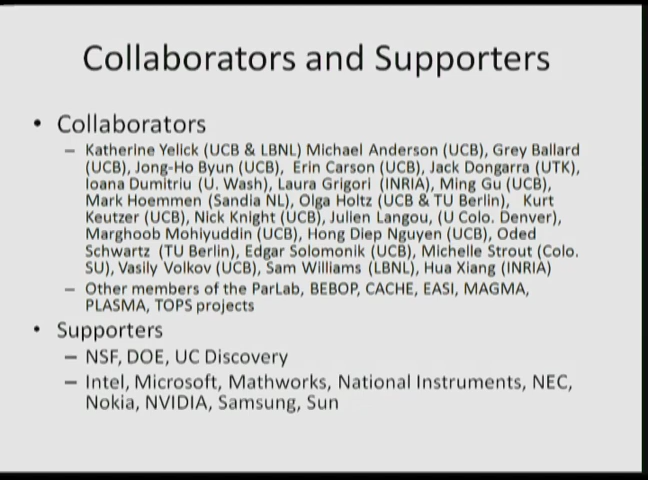 Collaborators and Supporters
• Collaborators
– Katherine Yelick (UCB & LBNL) Michael Anderson (UCB), Grey Ballard
(UCB), Jong-Ho Byun (UCB), Erin Carson (UCB), Jack Dongarra (UTK),
Ioana Dumitriu (U. Wash), Laura Grigori (INRIA), Ming Gu (UCB),
Mark Hoemmen (Sandia NL), Olga Holtz (UCB & TU Berlin), Kurt
Keutzer (UCB), Nick Knight (UCB), Julien Langou, (U Colo. Denver),
Marghoob Mohiyuddin (UCB), Hong Diep Nguyen (UCB), Oded
Schwartz (TU Berlin), Edgar Solomonik (UCB), Michelle Strout (Colo.
SU), Vasily Volkov (UCB), Sam Williams (LBNL), Hua Xiang (INRIA)
– Other members of the ParLab, BEBOP, CACHE, EASI, MAGMA,
PLASMA, TOPS projects
• Supporters
– NSF, DOE, UC Discovery
– Intel, Microsoft, Mathworks, National Instruments, NEC,
Nokia, NVIDIA, Samsung, Sun